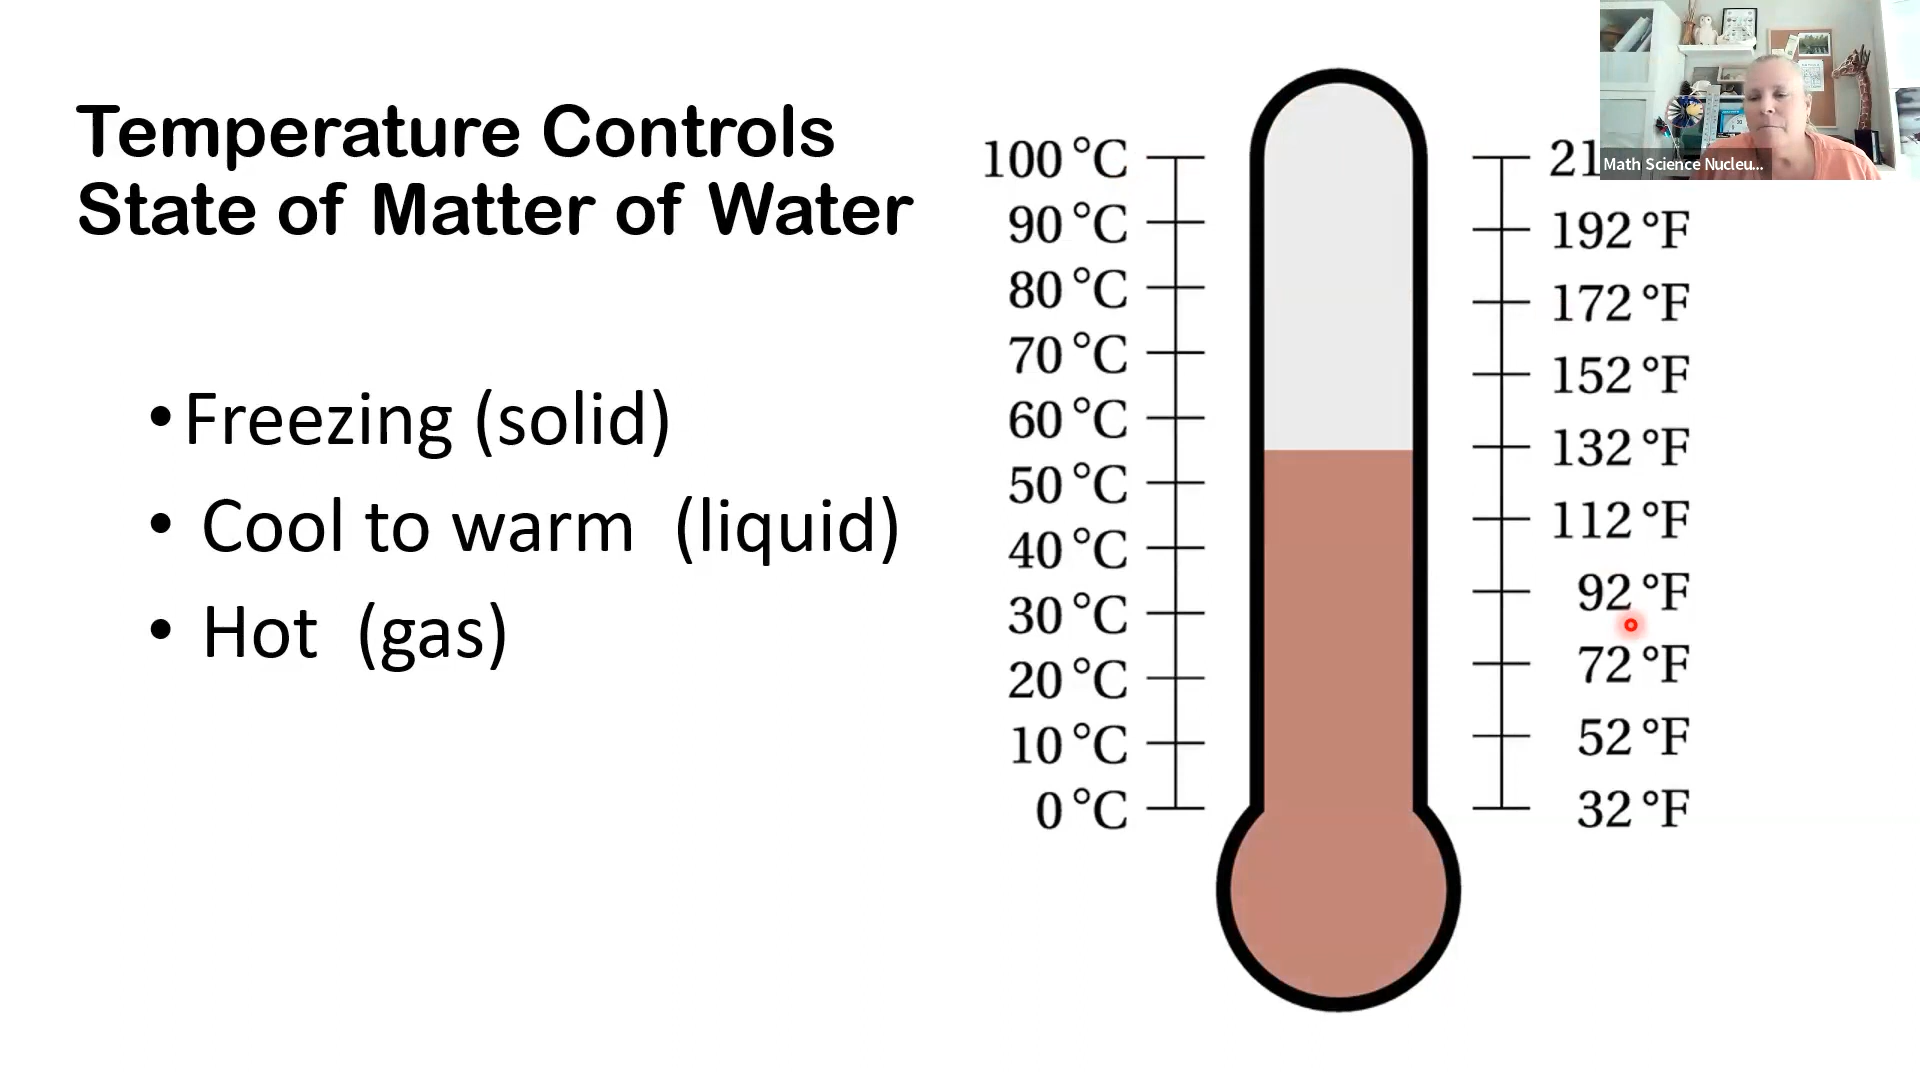 Temperature Controls
State of Matter of Water
•Freezing (solid)
• Cool to warm (liquid)
• Hot (gas)
100 °C
90 °C
80 °C
70 °C
60 °C
50 °C
40 °C
30 °C
20 °C
10 °C
0 °C
21
192 °F
172 °F
152 °F
132 °F
112 °F
92 °F
72 °F
52 °F
32 °F
Math Science Nucleu...